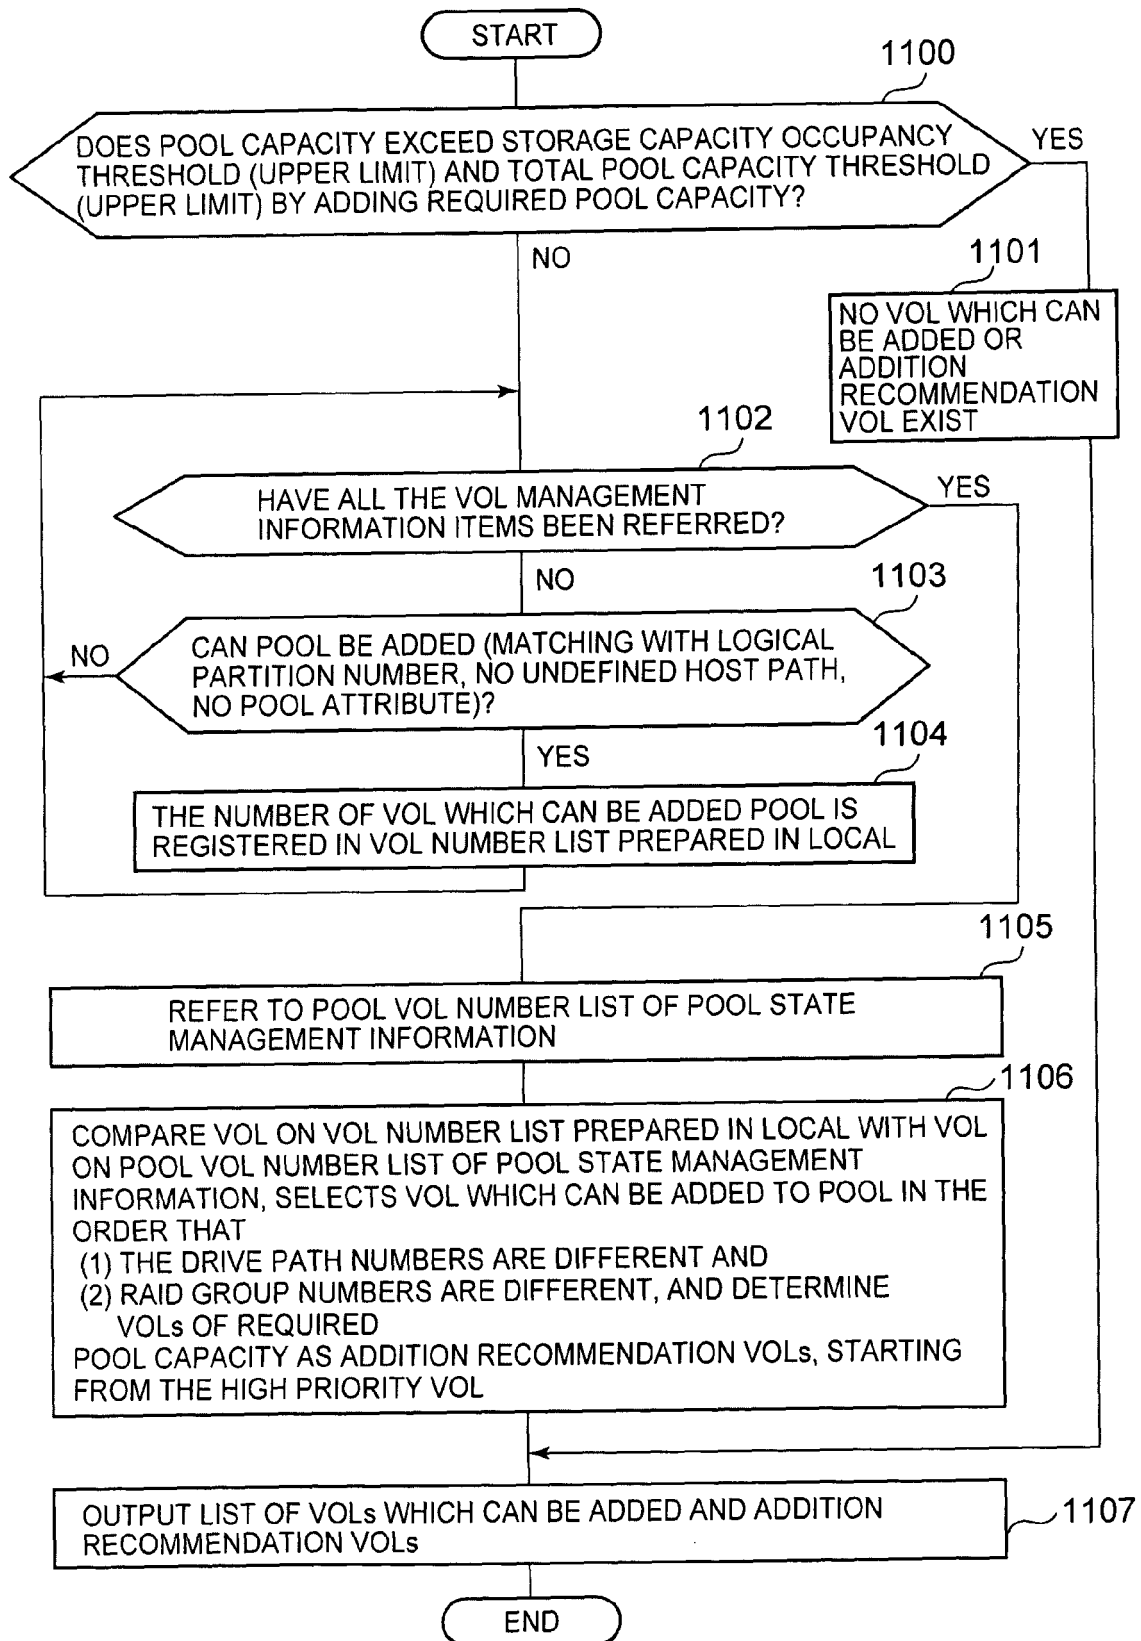 START
1100
DOES POOL CAPACITY EXCEED STORAGE CAPACITY OCCUPANCY
THRESHOLD (UPPER LIMIT) AND TOTAL POOL CAPACITY THRESHOLD
(UPPER LIMIT) BY ADDING REQUIRED POOL CAPACITY?
YES
NO
1101
NO VOL WHICH CAN
BE ADDED OR
ADDITION
RECOMMENDATION
VOL EXIST
1102
HAVE ALL THE VOL MANAGEMENT
INFORMATION ITEMS BEEN REFERRED?
YES
NO
1103
CAN POOL BE ADDED (MATCHING WITH LOGICAL
PARTITION NUMBER, NO UNDEFINED HOST PATH,
NO POOL ATTRIBUTE)?
NO
YES
1104
THE NUMBER OF VOL WHICH CAN BE ADDED POOL IS
REGISTERED IN VOL NUMBER LIST PREPARED IN LOCAL
1105
REFER TO POOL VOL NUMBER LIST OF POOL STATE
MANAGEMENT INFORMATION
1106
COMPARE VOL ON VOL NUMBER LIST PREPARED IN LOCAL WITH VOL
ON POOL VOL NUMBER LIST OF POOL STATE MANAGEMENT
INFORMATION, SELECTS VOL WHICH CAN BE ADDED TO POOL IN THE
ORDER THAT
(1) THE DRIVE PATH NUMBERS ARE DIFFERENT AND
(2) RAID GROUP NUMBERS ARE DIFFERENT, AND DETERMINE
VOLs OF REQUIRED
POOL CAPACITY AS ADDITION RECOMMENDATION VOLs, STARTING
FROM THE HIGH PRIORITY VOL
OUTPUT LIST OF VOLs WHICH CAN BE ADDED AND ADDITION
RECOMMENDATION VOLs
1107
END